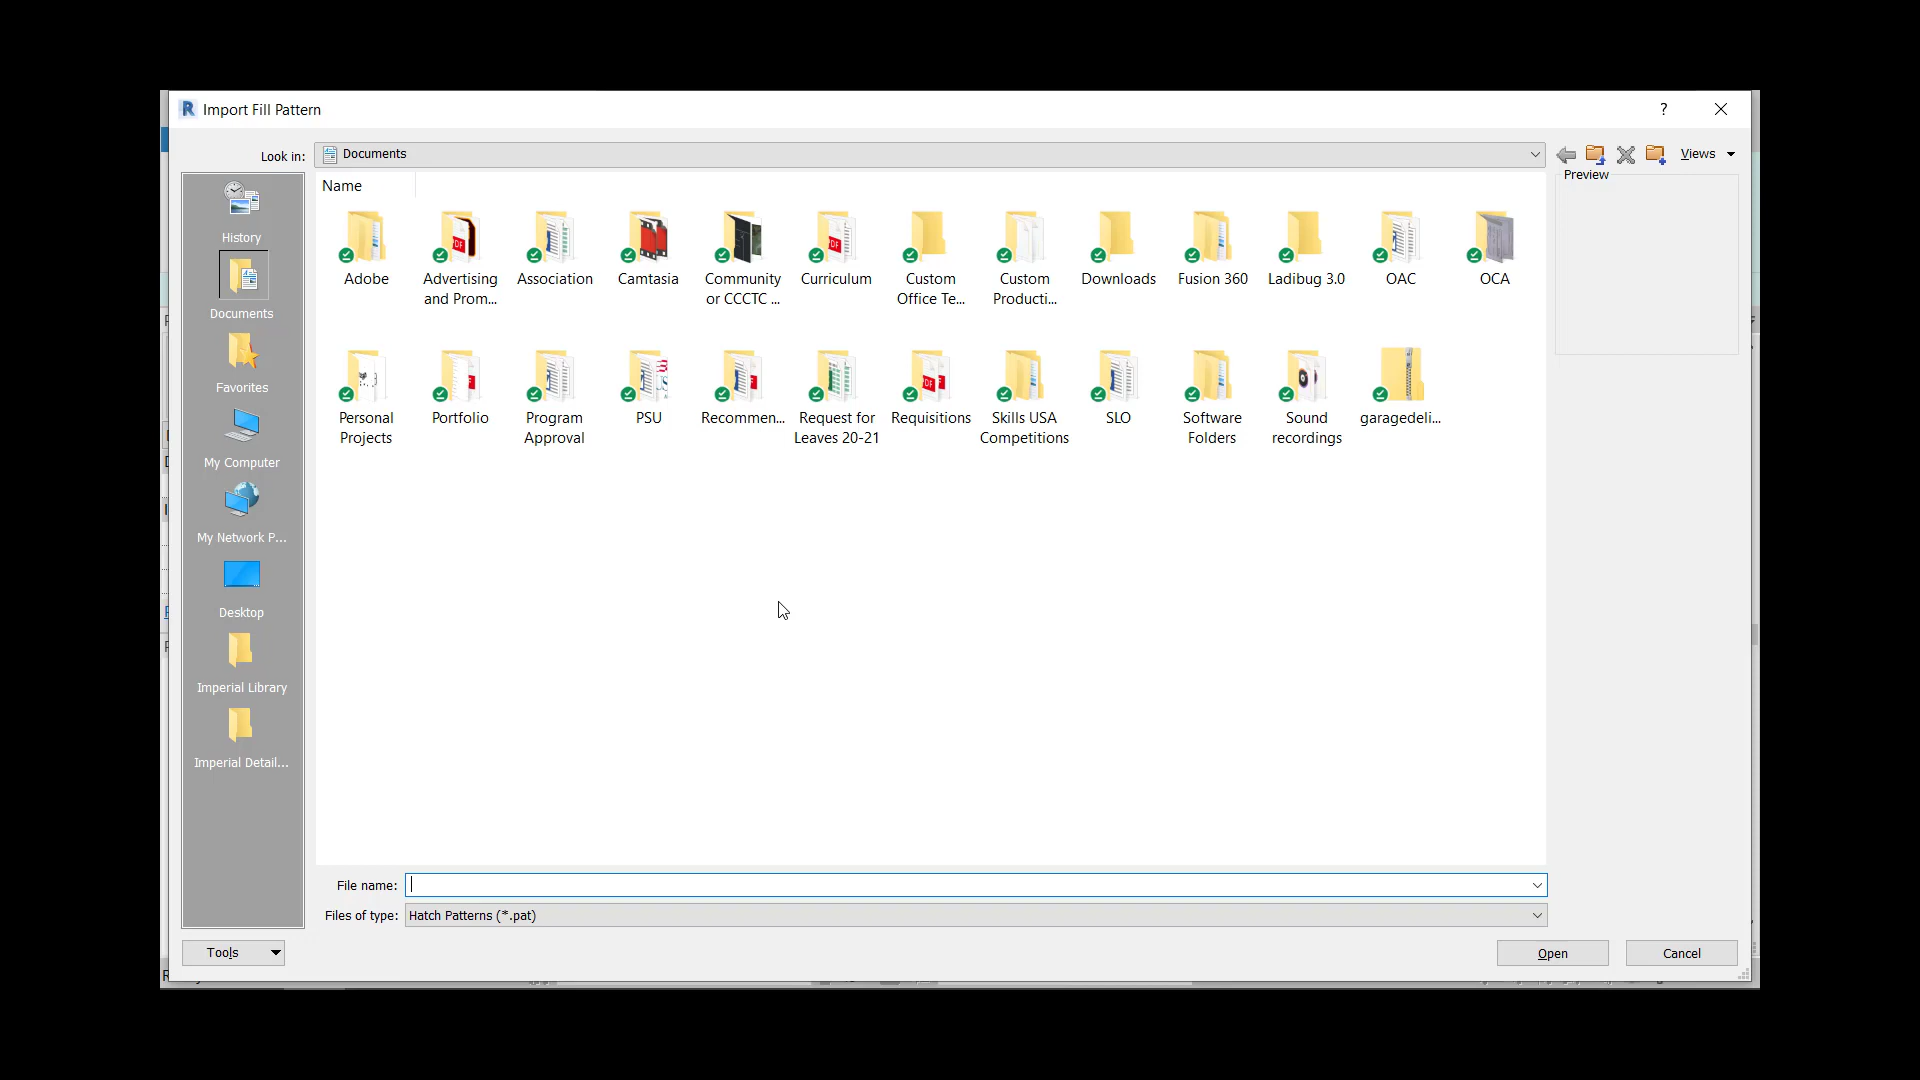 Import Fill Pattern
?
Look in:
Documents
Views
Preview
Name
History
Documents
Favorites
My Computer
My Network P...
Desktop
Imperial Library
Imperial Detail...
Adobe
Advertising
and Prom...
Association
Camtasia
Community
or CCCTC ...
Curriculum
Custom
Office Te...
Custom
Producti...
Downloads
Fusion 360
Ladibug 3.0
OAC
OCA
Personal
Projects
Portfolio
Program
Approval
PSU
Recommen...
Request for
Leaves 20-21
Requisitions
Skills USA
Competitions
SLO
Software
Folders
Sound
recordings
garagedeli...
File name:
Files of type:
Hatch Patterns (*.pat)
Tools
Open
Cancel